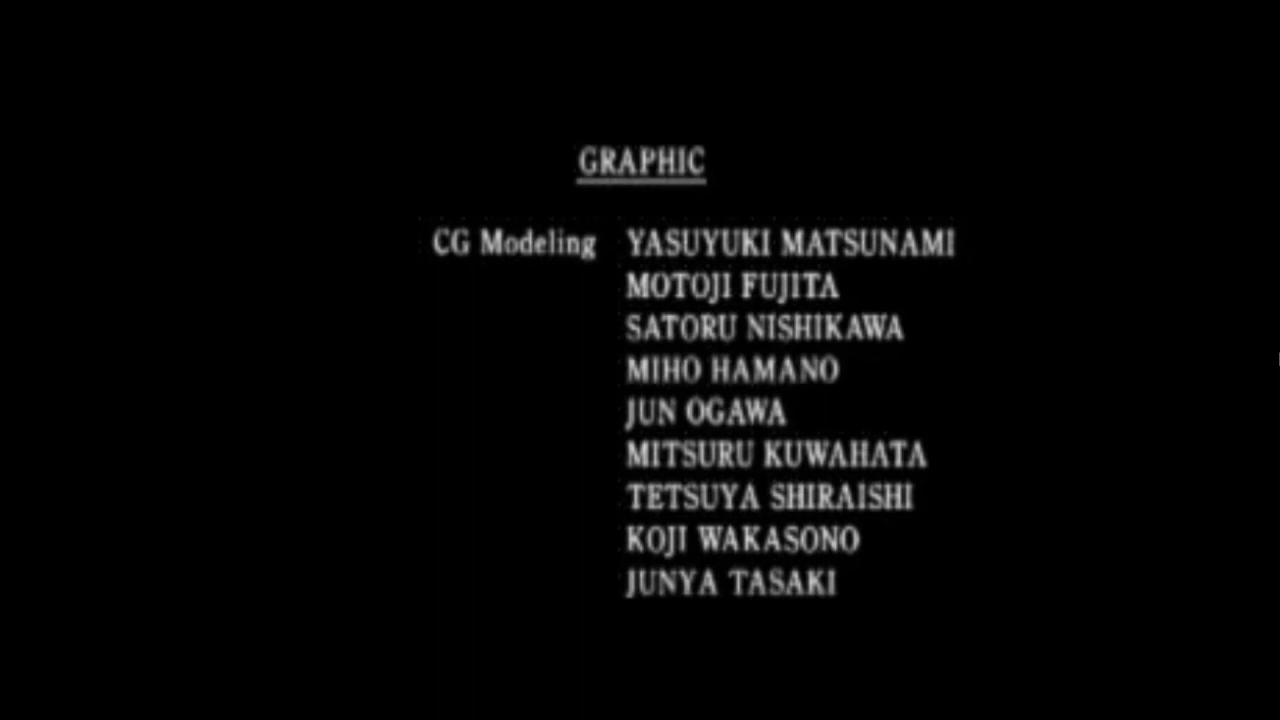 GRAPHIC
CG Modeling YASUYUKI MATSUNAMI
MOTOJI FUJITA
SATORU NISHIKAWA
MIHO HAMANO
JUN OGAWA
MITSURU KUWAHATA
TETSUYA SHIRAISHI
KOJI WAKASONO
JUNYA TASAKI